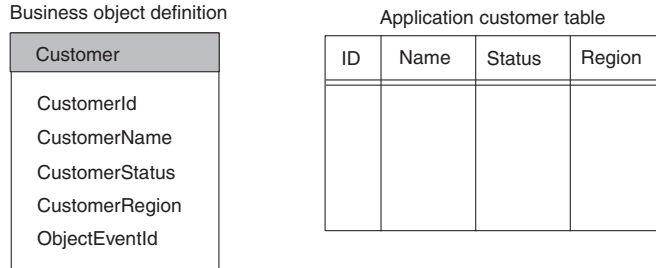 Business object definition
Customer
CustomerId
CustomerName
CustomerStatus
CustomerRegion
ObjectEventId
Application customer table
ID Name Status Region